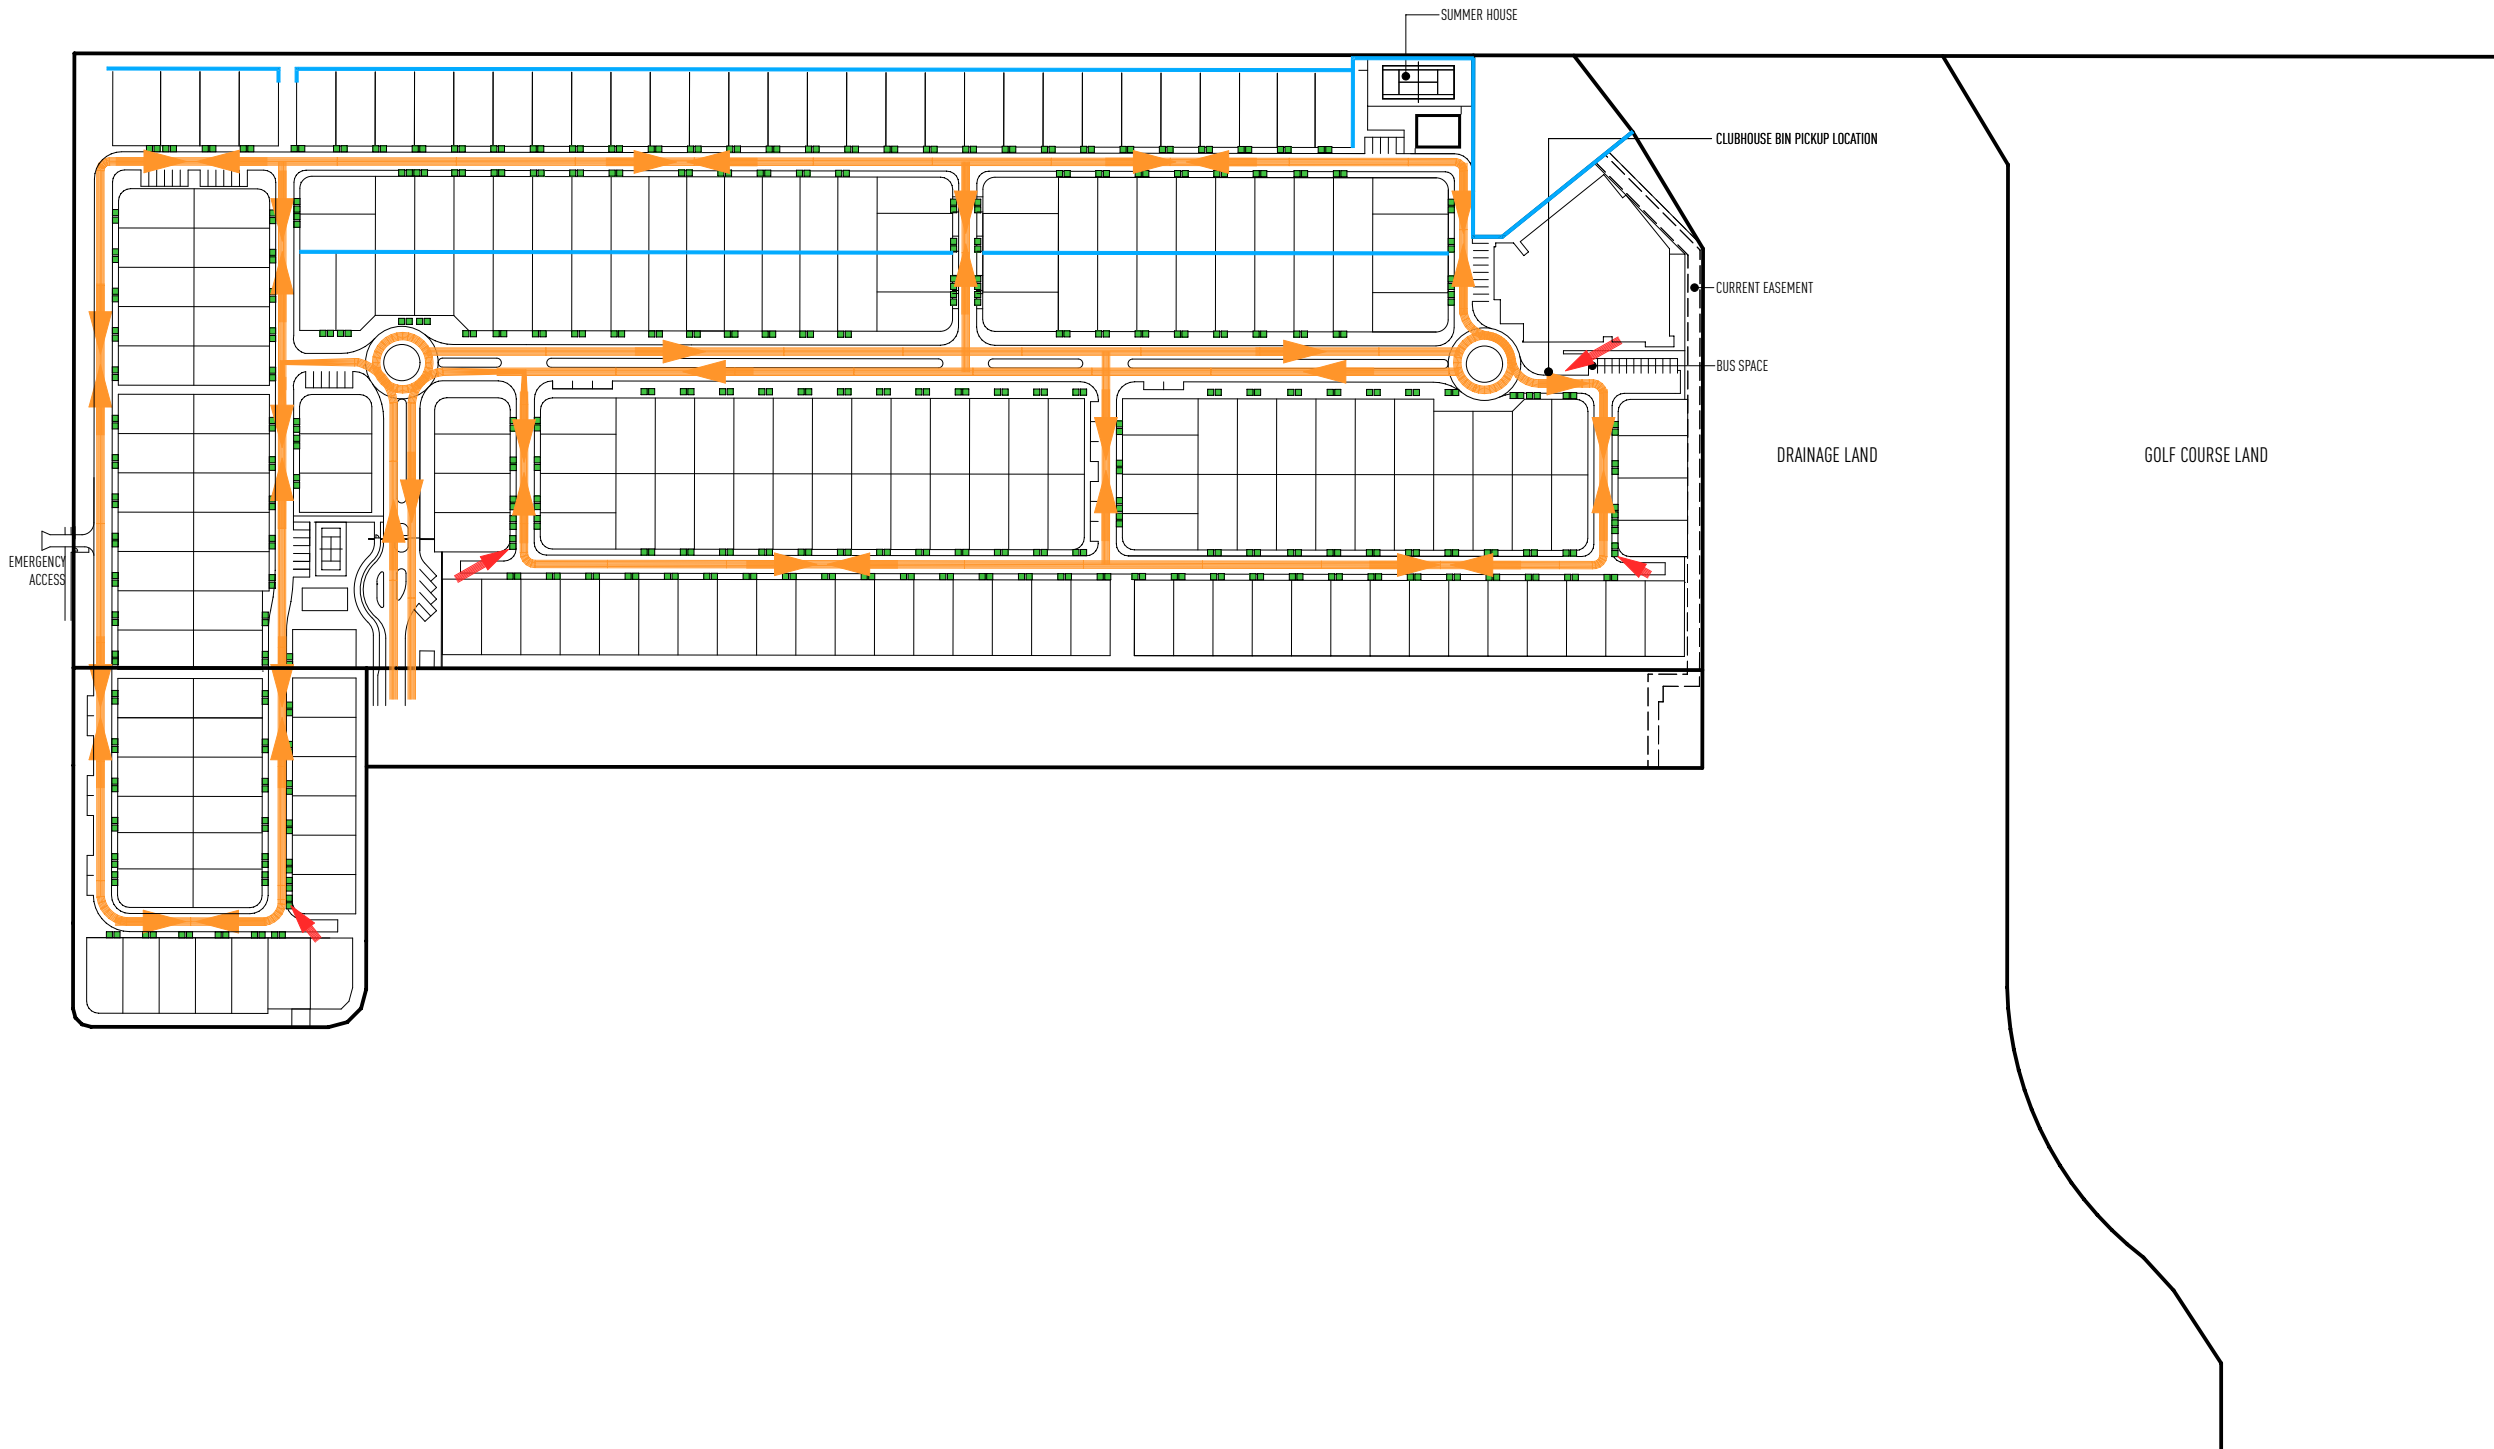 SUMMER HOUSE
CLUBHOUSE BIN PICKUP LOCATION
CURRENT EASEMENT
BUS SPACE
DRAINAGE LAND
GOLF COURSE LAND
EMERGENCY
ACCESS